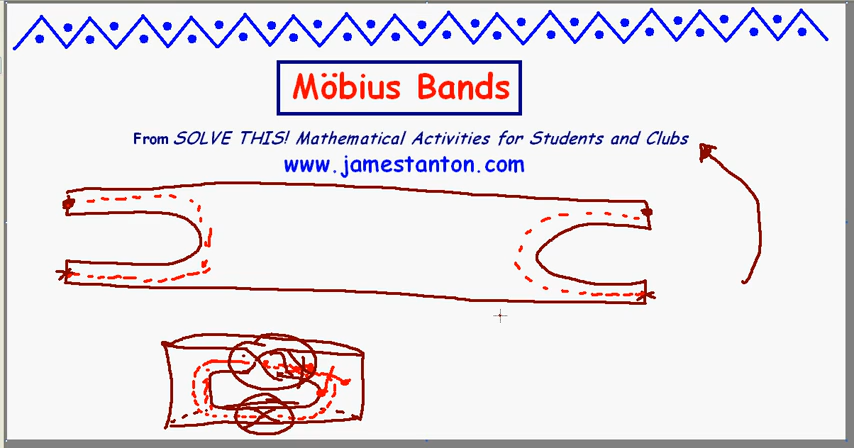 Möbius Bands
From SOLVE THIS! Mathematical Activities for Students and Clubs
www.jamestanton.com